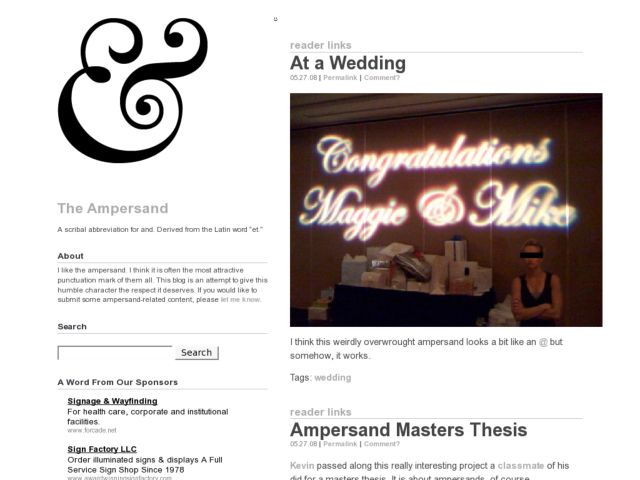 &
The Ampersand
A scribal abbreviation for and. Derived from the Latin word "et."
About
I like the ampersand. I think it is often the most attractive
punctuation mark of them all. This blog is an attempt to give this
humble character the respect it deserves. If you would like to
submit some ampersand-related content, please let me know.
Search
Search
A Word From Our Sponsors
Signage & Wayfinding
For health care, corporate and institutional
facilities.
www.forcade.net
Sign Factory LLC
Order illuminated signs & displays A Full
Service Sign Shop Since 1978
www.awardwinningsignfactory.com
reader links
At a Wedding
05.27.08 | Permalink | Comment?
Congratulations
Maggie & Mike
I think this weirdly overwrought ampersand looks a bit like an @ but
somehow, it works.
Tags: wedding
reader links
Ampersand Masters Thesis
05.27.08 | Permalink | Comment?
Kevin passed along this really interesting project a classmate of his
did for a masters thesis. It is about ampersands, of course.